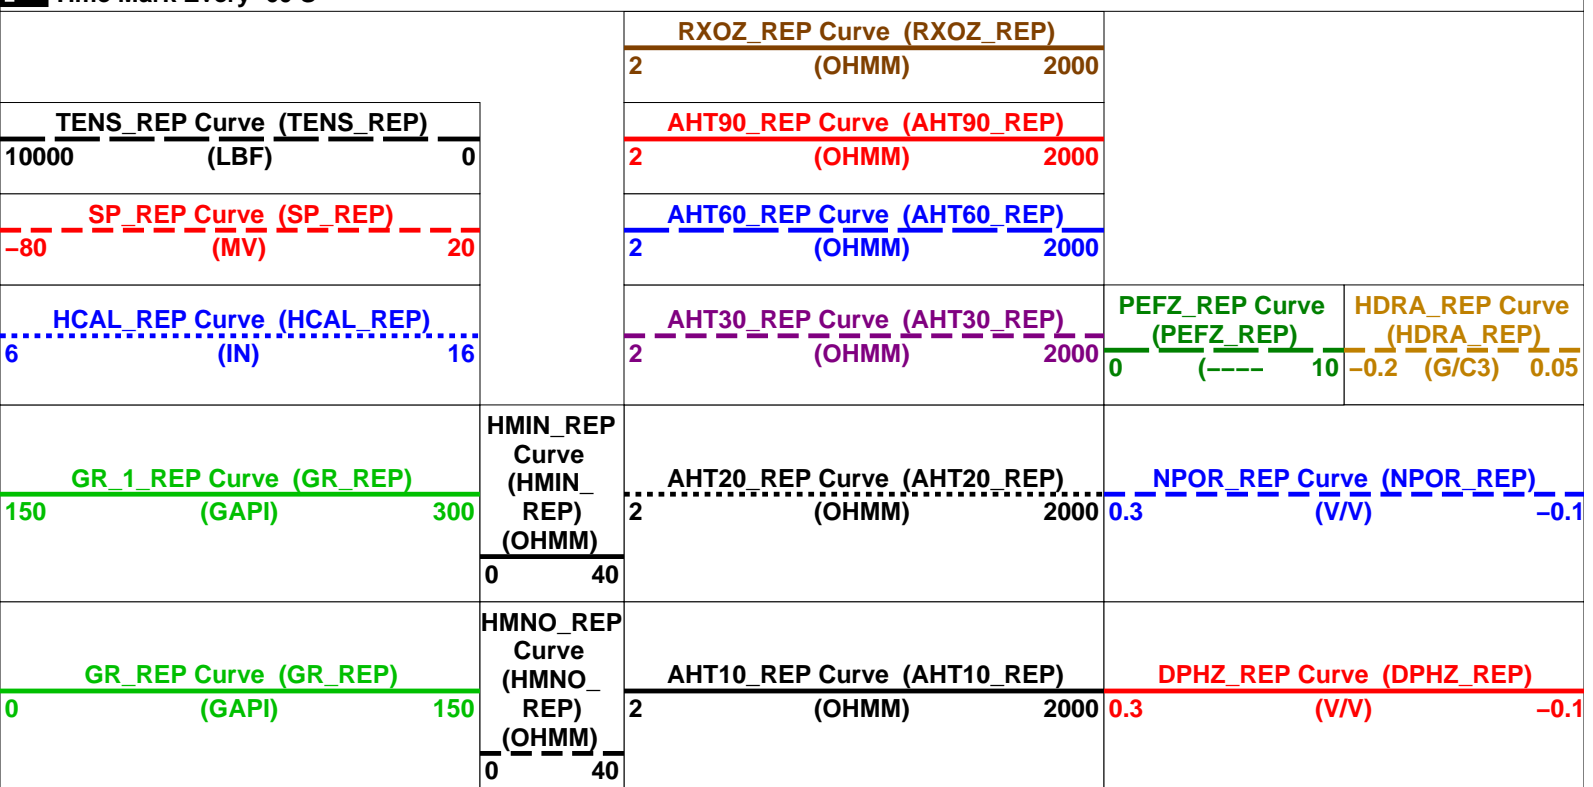 Time Mark Every 60 S
RXOZ_REP Curve (RXOZ_REP)
2 (OHMM) 2000
TENS_REP Curve (TENS_REP)
10000 (LBF) 0
AHT90_REP Curve (AHT90_REP)
2 (OHMM) 2000
SP_REP Curve (SP_REP)
−80 (MV) 20
AHT60_REP Curve (AHT60_REP)
2 (OHMM) 2000
HCAL_REP Curve (HCAL_REP)
6 (IN) 16
AHT30_REP Curve (AHT30_REP)
2 (OHMM) 2000
PEFZ_REP Curve
(PEFZ_REP)
0 (−−−− 10
HDRA_REP Curve
(HDRA_REP)
−0.2 (G/C3) 0.05
GR_1_REP Curve (GR_REP)
150 (GAPI) 300
HMIN_REP
Curve
(HMIN_
REP)
(OHMM)
0 40
AHT20_REP Curve (AHT20_REP)
2 (OHMM) 2000
NPOR_REP Curve (NPOR_REP)
0.3 (V/V) −0.1
GR_REP Curve (GR_REP)
0 (GAPI) 150
HMNO_REP
Curve
(HMNO_
REP)
(OHMM)
0 40
AHT10_REP Curve (AHT10_REP)
2 (OHMM) 2000
DPHZ_REP Curve (DPHZ_REP)
0.3 (V/V) −0.1